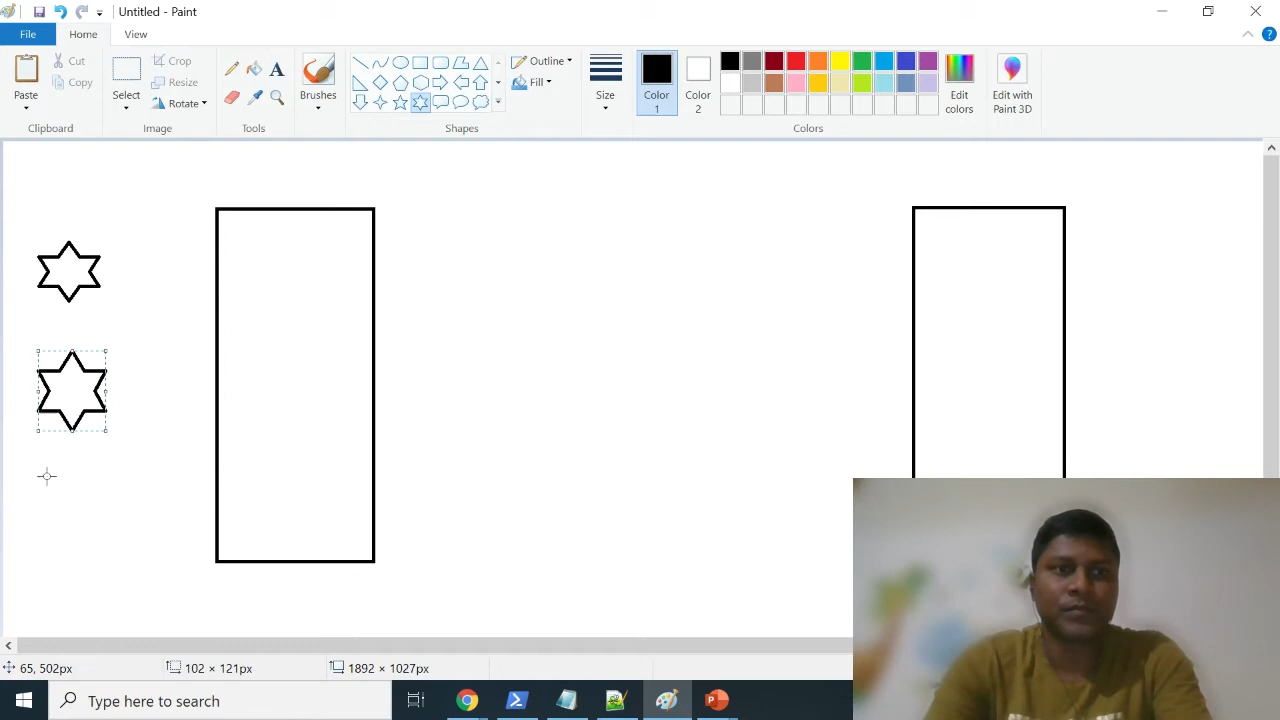 Untitled - Paint
File
Home
View
Paste
Cut
Copy
Clipboard
Select
Crop
Resize
Rotate
Image
Tools
Brushes
Shapes
Outline
Fill
Size
Color
1
Color
2
Edit
colors
Colors
Edit with
Paint 3D
65, 502px
102 × 121px
1892 × 1027px
Type here to search